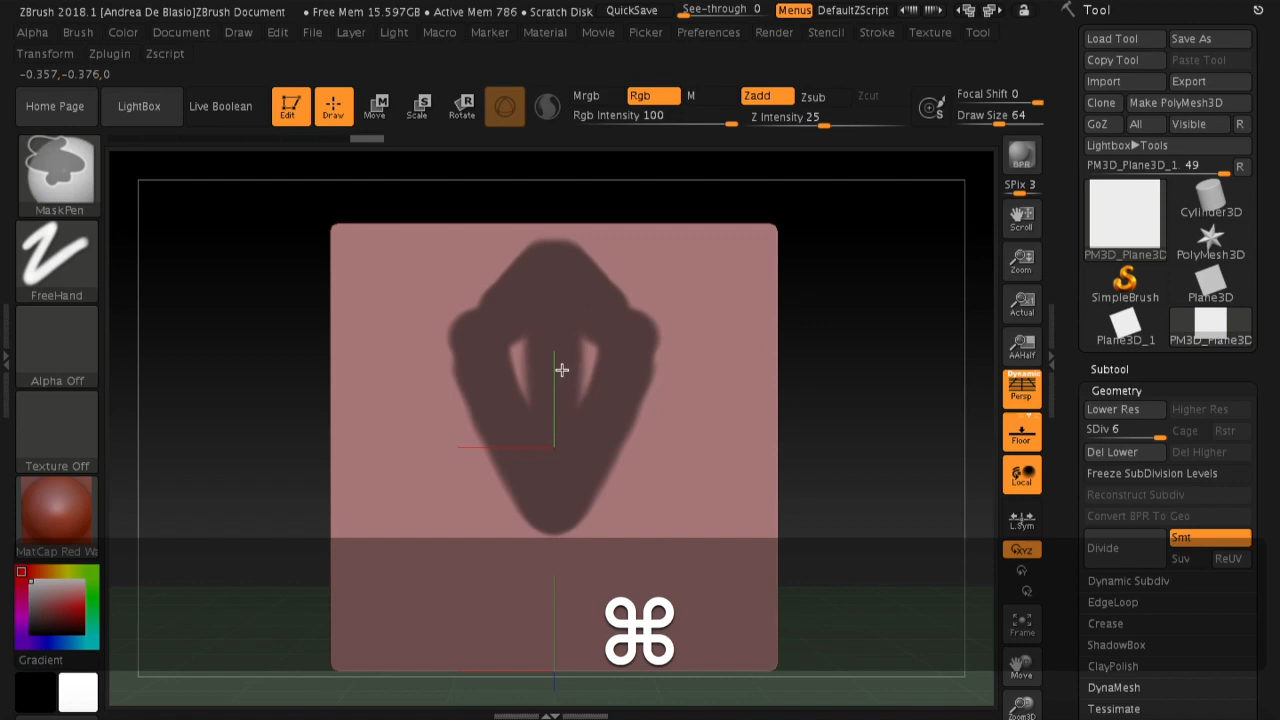 ZBrush 2018.1 [Andrea De Blasio]ZBrush Document • Free Mem 15.597GB • Active Mem 786 • Scratch Disk QuickSave See-through 0 Menus DefaultZScript
Alpha Brush Color Document Draw Edit File Layer Light Macro Marker Material Movie Picker Preferences Render Stencil Stroke Texture Tool
Transform Zplugin Zscript
-0.357,-0.376,0
Home Page LightBox Live Boolean Edit Draw Move Scale Rotate
Mrgb Rgb M Zadd Zsub Zcut Focal Shift 0
Rgb Intensity 100 Z Intensity 25 Draw Size 64
MaskPen
FreeHand
Alpha Off
Texture Off
MatCap Red Wa
Gradient
BPR
SPix 3
Scroll
Zoom
Actual
AAHalf
Dynamic
Persp
Floor
Local
L.Sym
XYZ
Y
Z
Frame
Move
Zoom3D
Tool
Load Tool Save As
Copy Tool Paste Tool
Import Export
Clone Make PolyMesh3D
GoZ All Visible R
Lightbox▶Tools
PM3D_Plane3D_1. 49 R
Cylinder3D
PM3D_Plane3D PolyMesh3D
SimpleBrush Plane3D
Plane3D_1 PM3D_Plane3D
Subtool
Geometry
Lower Res Higher Res
SDiv 6 Cage Rstr
Del Lower Del Higher
Freeze SubDivision Levels
Reconstruct Subdiv
Convert BPR To Geo
Divide Smt
Suv ReUV
Dynamic Subdiv
EdgeLoop
Crease
ShadowBox
ClayPolish
DynaMesh
Tessimate
⌘